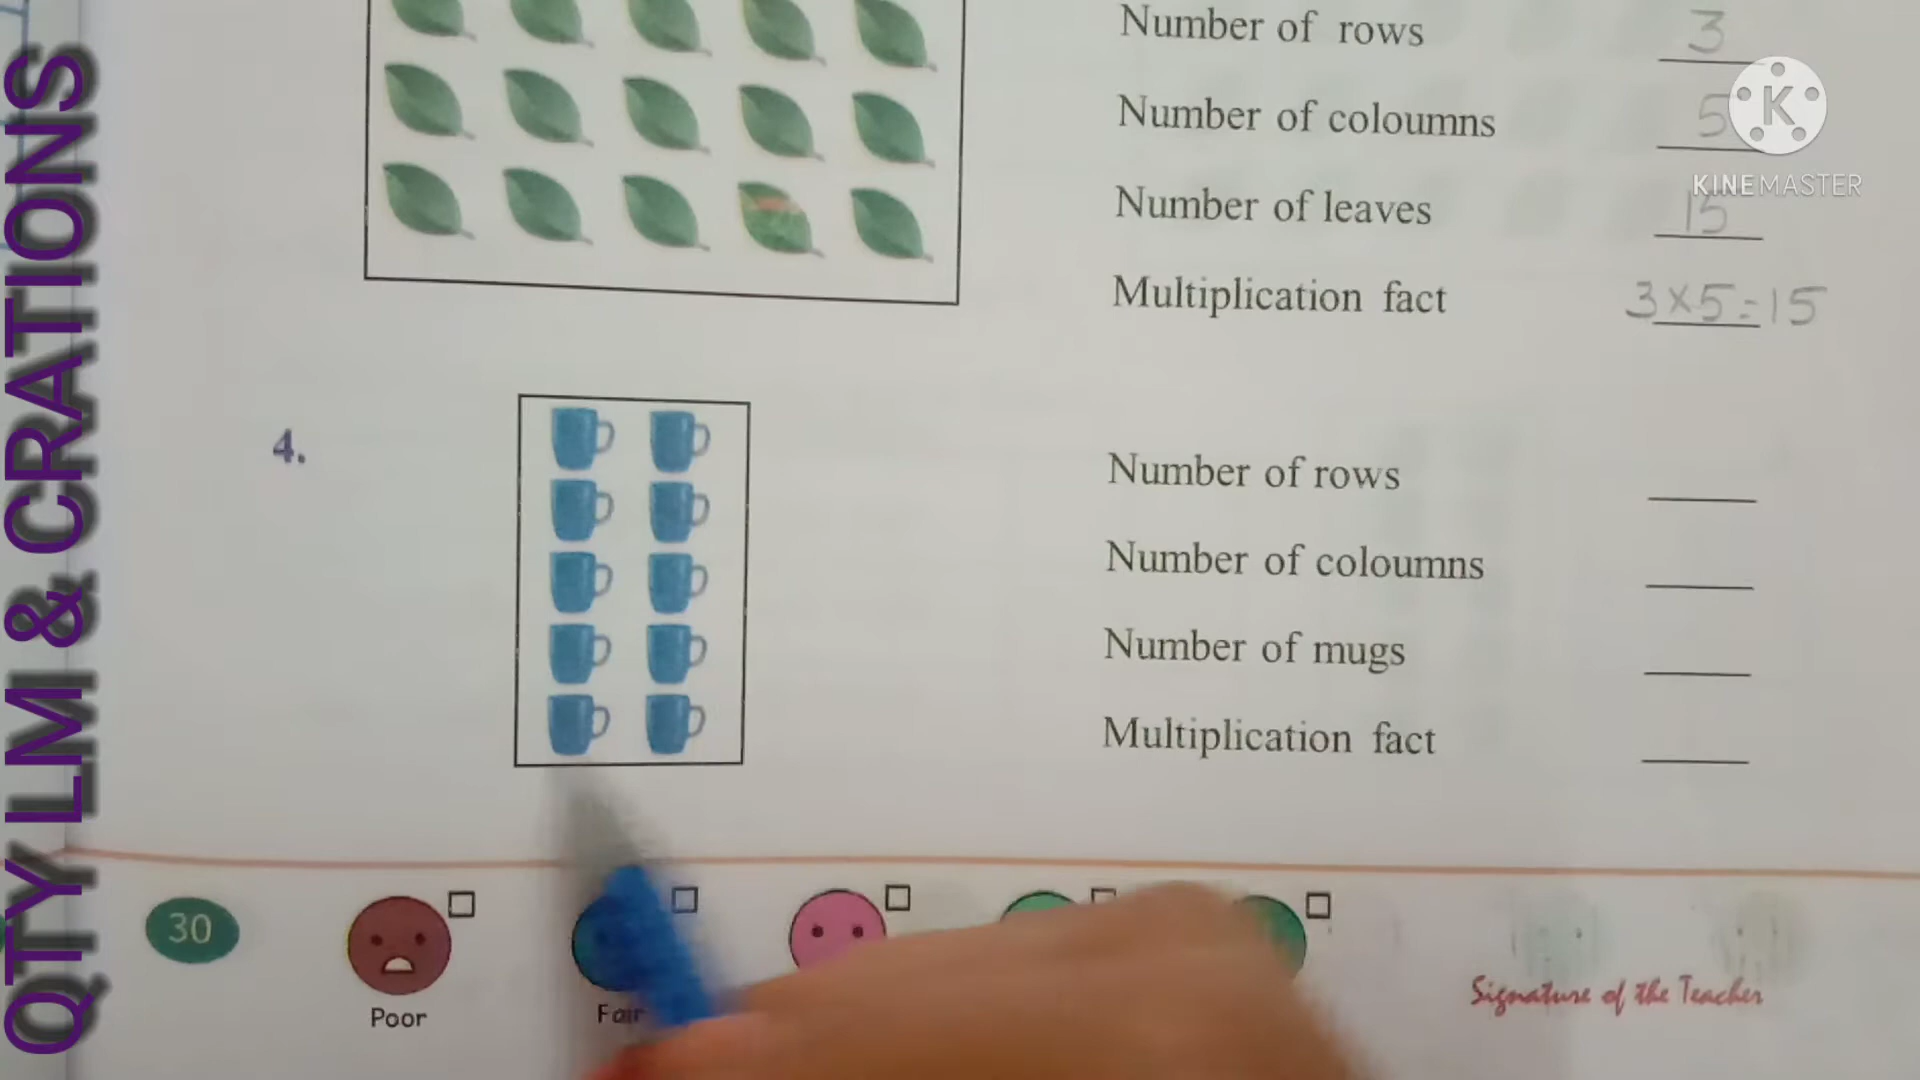 Number of rows 3
Number of coloumns 5
Number of leaves 15
Multiplication fact 3×5=15
K
KINEMASTER
4.
Number of rows
Number of coloumns
Number of mugs
Multiplication fact
30
Poor
Fair
Signature of the Teacher
QTY LM & CRATIONS